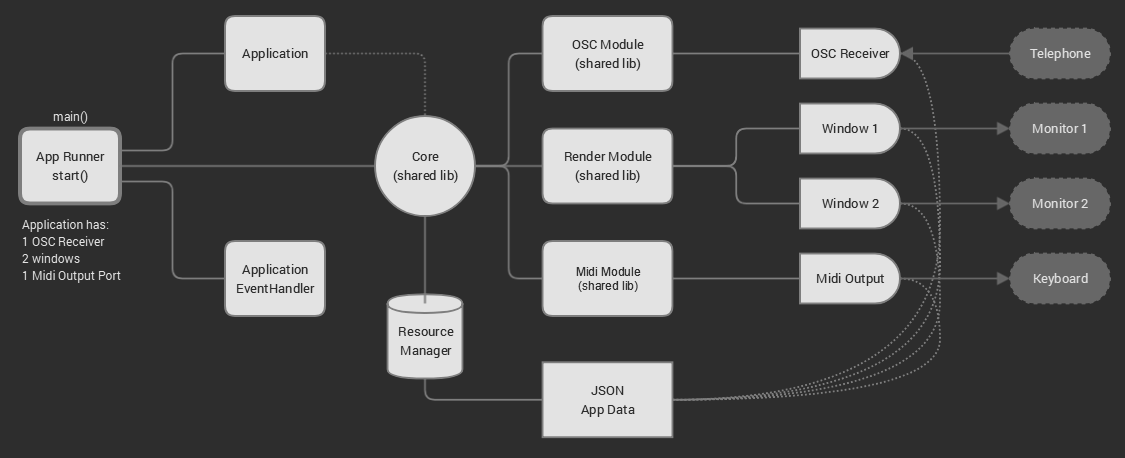 main()
App Runner
start()
Application has:
1 OSC Receiver
2 windows
1 Midi Output Port
Application
Application
EventHandler
Core
(shared lib)
Resource
Manager
OSC Module
(shared lib)
Render Module
(shared lib)
Midi Module
(shared lib)
JSON
App Data
OSC Receiver
Window 1
Window 2
Midi Output
Telephone
Monitor 1
Monitor 2
Keyboard